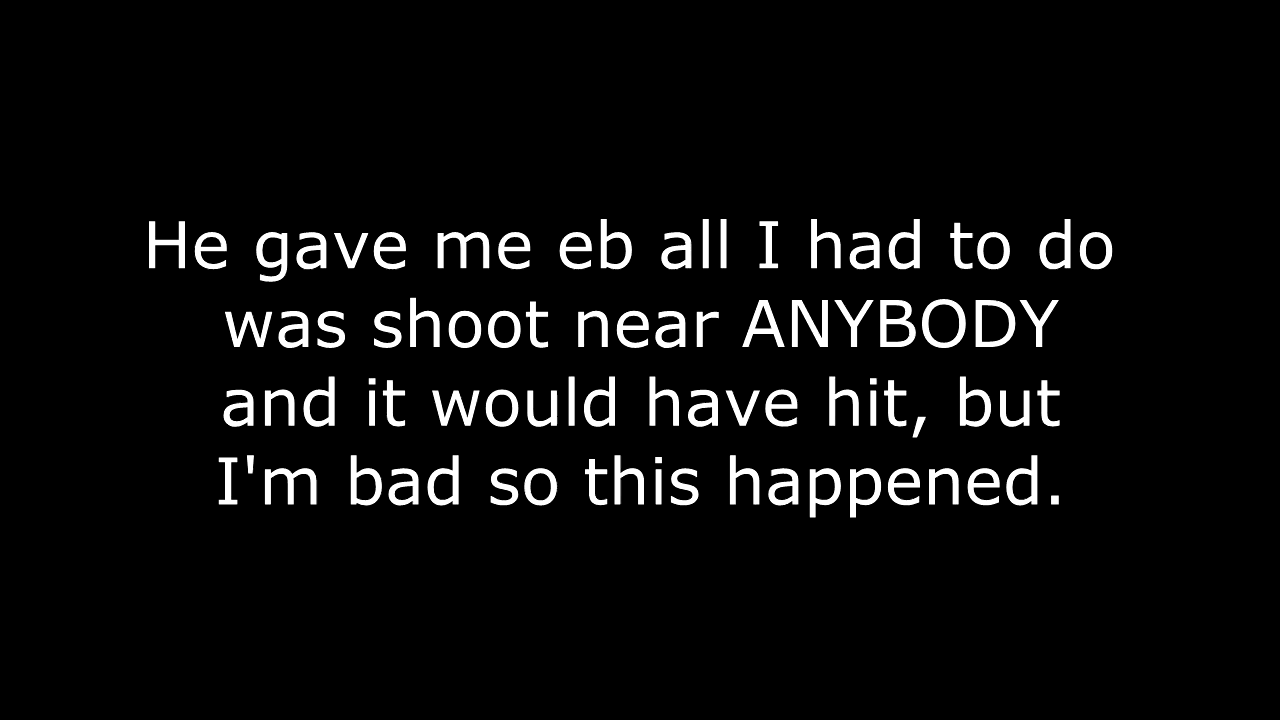 He gave me eb all I had to do
was shoot near ANYBODY
and it would have hit, but
I'm bad so this happened.